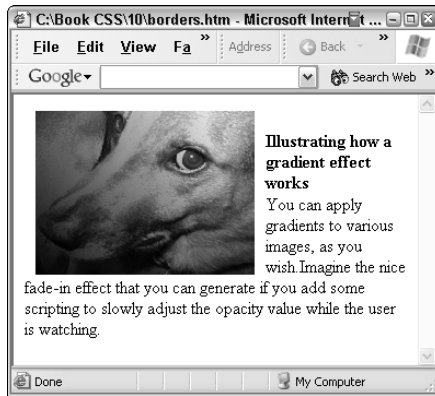 C:\Book CSS\10\borders.htm - Microsoft Intern t ...
File Edit View Fa » Address Back »
Google Search Web »
Illustrating how a
gradient effect
works
You can apply
gradients to various
images, as you
wish.Imagine the nice
fade-in effect that you can generate if you add some
scripting to slowly adjust the opacity value while the user
is watching.
Done My Computer